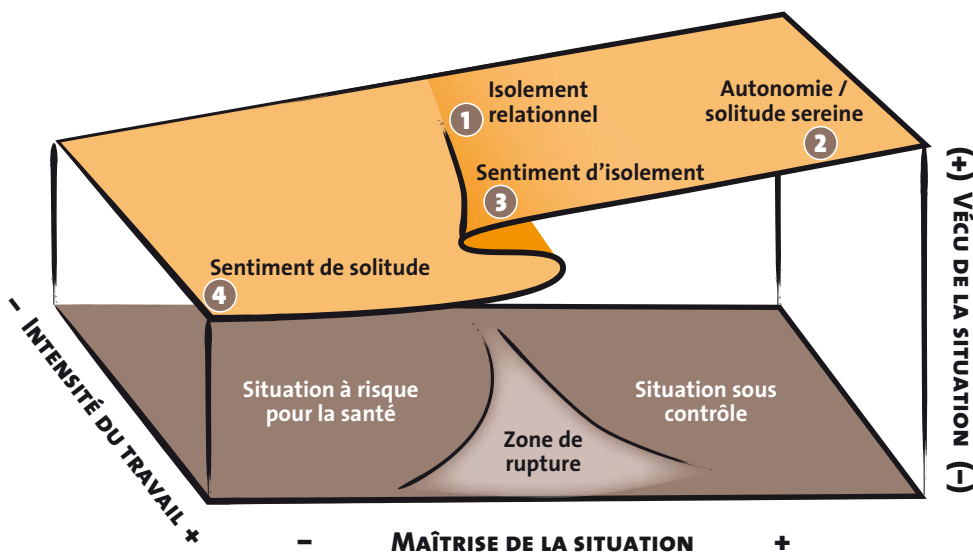 Isolement
relationnel
1
Autonomie /
solitude sereine
2
Sentiment d’isolement
3
Sentiment de solitude
4
Situation à risque
pour la santé
Situation sous
contrôle
Zone de
rupture
(+) VÉCU DE LA SITUATION (–)
– INTENSITÉ DU TRAVAIL +
– MAÎTRISE DE LA SITUATION +